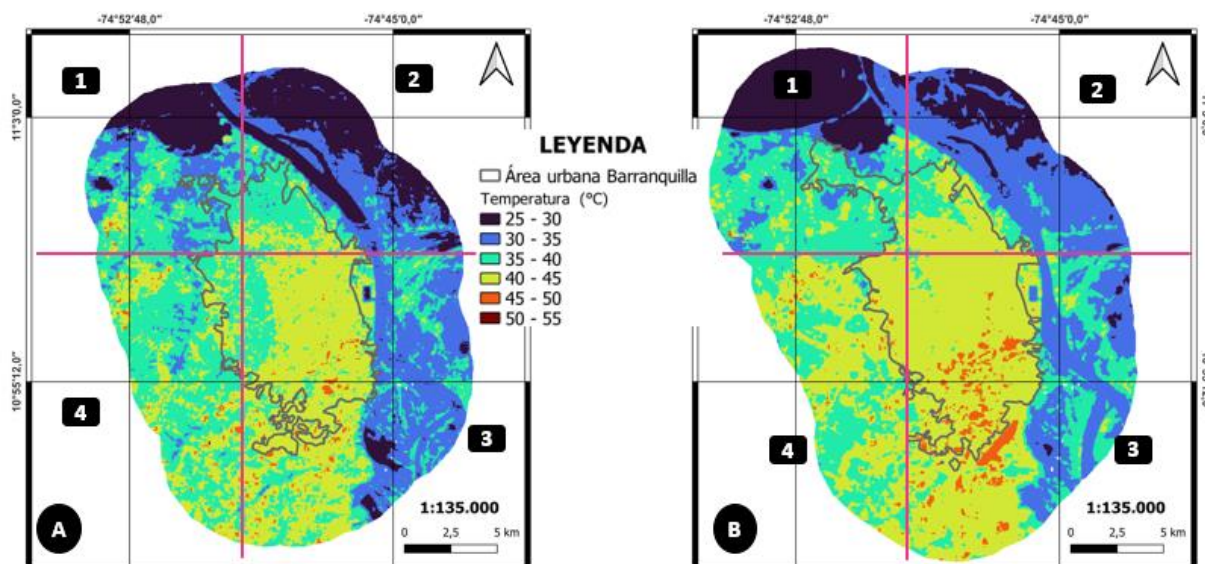 -74°52'48,0" -74°45'0,0" -74°52'48,0" -74°45'0,0"
1 2 1 2
11°3'0,0"
LEYENDA
Área urbana Barranquilla
Temperatura (°C)
25 - 30
30 - 35
35 - 40
40 - 45
45 - 50
50 - 55
10°55'12,0"
4 3 4 3
1:135.000 1:135.000
A 0 2,5 5 km B 0 2,5 5 km